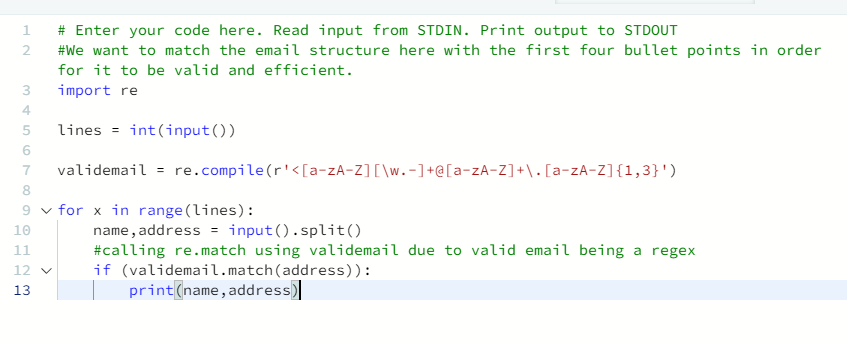 1 # Enter your code here. Read input from STDIN. Print output to STDOUT
2 #We want to match the email structure here with the first four bullet points in order
for it to be valid and efficient.
3 import re
4
5 lines = int(input())
6
7 validemail = re.compile(r'<[a-zA-Z][\w.-]+@[a-zA-Z]+\.[a-zA-Z]{1,3}')
8
9 for x in range(lines):
10 name,address = input().split()
11 #calling re.match using validemail due to valid email being a regex
12 if (validemail.match(address)):
13 print(name,address)